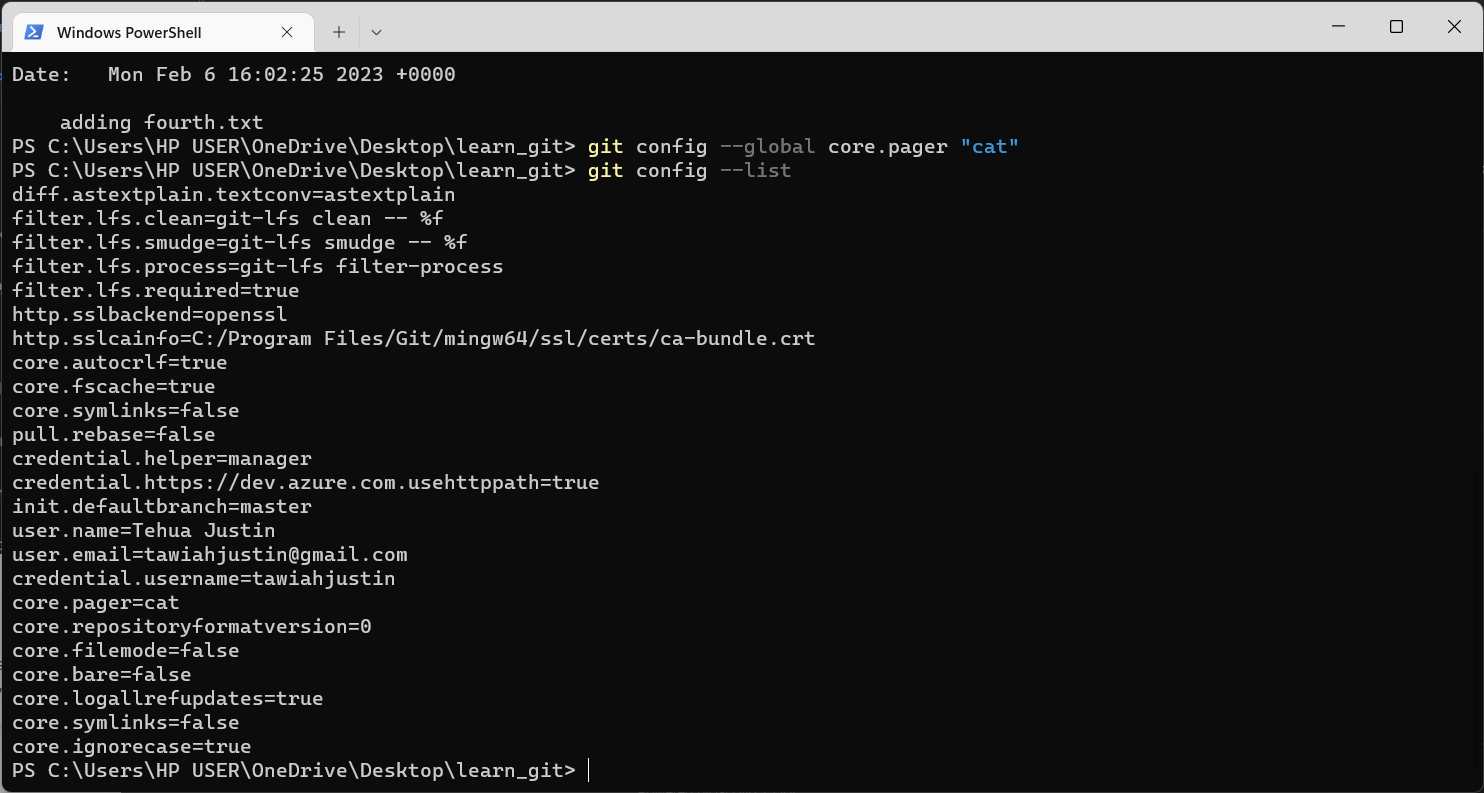 Windows PowerShell
Date:   Mon Feb 6 16:02:25 2023 +0000
    adding fourth.txt
PS C:\Users\HP USER\OneDrive\Desktop\learn_git> git config --global core.pager "cat"
PS C:\Users\HP USER\OneDrive\Desktop\learn_git> git config --list
diff.astextplain.textconv=astextplain
filter.lfs.clean=git-lfs clean -- %f
filter.lfs.smudge=git-lfs smudge -- %f
filter.lfs.process=git-lfs filter-process
filter.lfs.required=true
http.sslbackend=openssl
http.sslcainfo=C:/Program Files/Git/mingw64/ssl/certs/ca-bundle.crt
core.autocrlf=true
core.fscache=true
core.symlinks=false
pull.rebase=false
credential.helper=manager
credential.https://dev.azure.com.usehttppath=true
init.defaultbranch=master
user.name=Tehua Justin
user.email=tawiahjustin@gmail.com
credential.username=tawiahjustin
core.pager=cat
core.repositoryformatversion=0
core.filemode=false
core.bare=false
core.logallrefupdates=true
core.symlinks=false
core.ignorecase=true
PS C:\Users\HP USER\OneDrive\Desktop\learn_git>